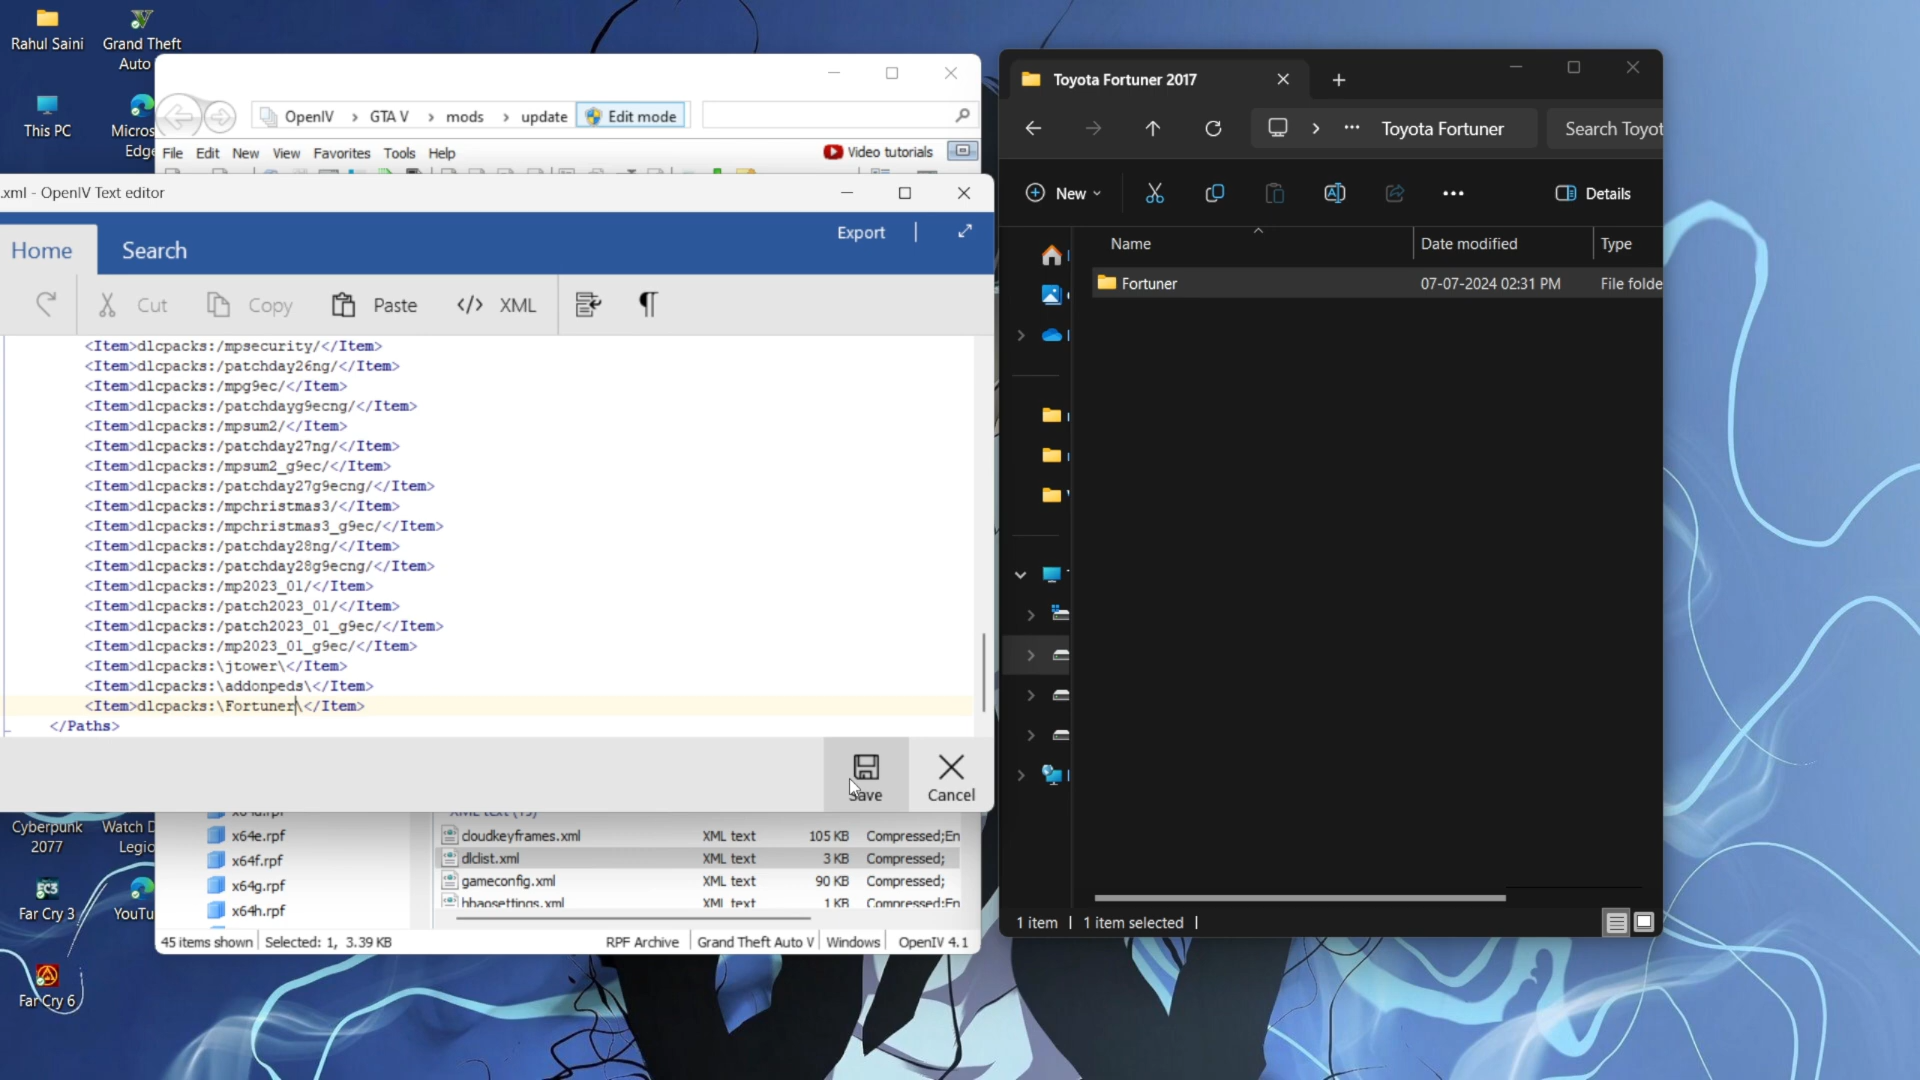 Rahul Saini
Grand Theft
Auto
This PC
Micros
Edge
OpenIV > GTA V > mods > update
Edit mode
File Edit New View Favorites Tools Help
Video tutorials
.xml - OpenIV Text editor
Export
Home
Search
Cut
Copy
Paste
XML
<Item>dlcpacks:/mpsecurity/</Item>
<Item>dlcpacks:/patchday26ng/</Item>
<Item>dlcpacks:/mpg9ec/</Item>
<Item>dlcpacks:/patchdayg9ecng/</Item>
<Item>dlcpacks:/mpsum2/</Item>
<Item>dlcpacks:/patchday27ng/</Item>
<Item>dlcpacks:/mpsum2_g9ec/</Item>
<Item>dlcpacks:/patchday27g9ecng/</Item>
<Item>dlcpacks:/mpchristmas3/</Item>
<Item>dlcpacks:/mpchristmas3_g9ec/</Item>
<Item>dlcpacks:/patchday28ng/</Item>
<Item>dlcpacks:/patchday28g9ecng/</Item>
<Item>dlcpacks:/mp2023_01/</Item>
<Item>dlcpacks:/patch2023_01/</Item>
<Item>dlcpacks:/patch2023_01_g9ec/</Item>
<Item>dlcpacks:/mp2023_01_g9ec/</Item>
<Item>dlcpacks:\jtower\</Item>
<Item>dlcpacks:\addonpeds\</Item>
<Item>dlcpacks:\Fortuner\</Item>
</Paths>
Save
Cancel
Cyberpunk
2077
Watch D
Legio
Far Cry 3
YouTu
Far Cry 6
x64e.rpf
x64f.rpf
x64g.rpf
x64h.rpf
cloudkeyframes.xml XML text 105 KB Compressed;En
dlclist.xml XML text 3 KB Compressed;
gameconfig.xml XML text 90 KB Compressed;
hbaosettings.xml XML text 1 KB Compressed;En
45 items shown Selected: 1, 3.39 KB
RPF Archive Grand Theft Auto V Windows OpenIV 4.1
Toyota Fortuner 2017
Toyota Fortuner
Search Toyot
New
Details
Name Date modified Type
Fortuner 07-07-2024 02:31 PM File folde
1 item 1 item selected